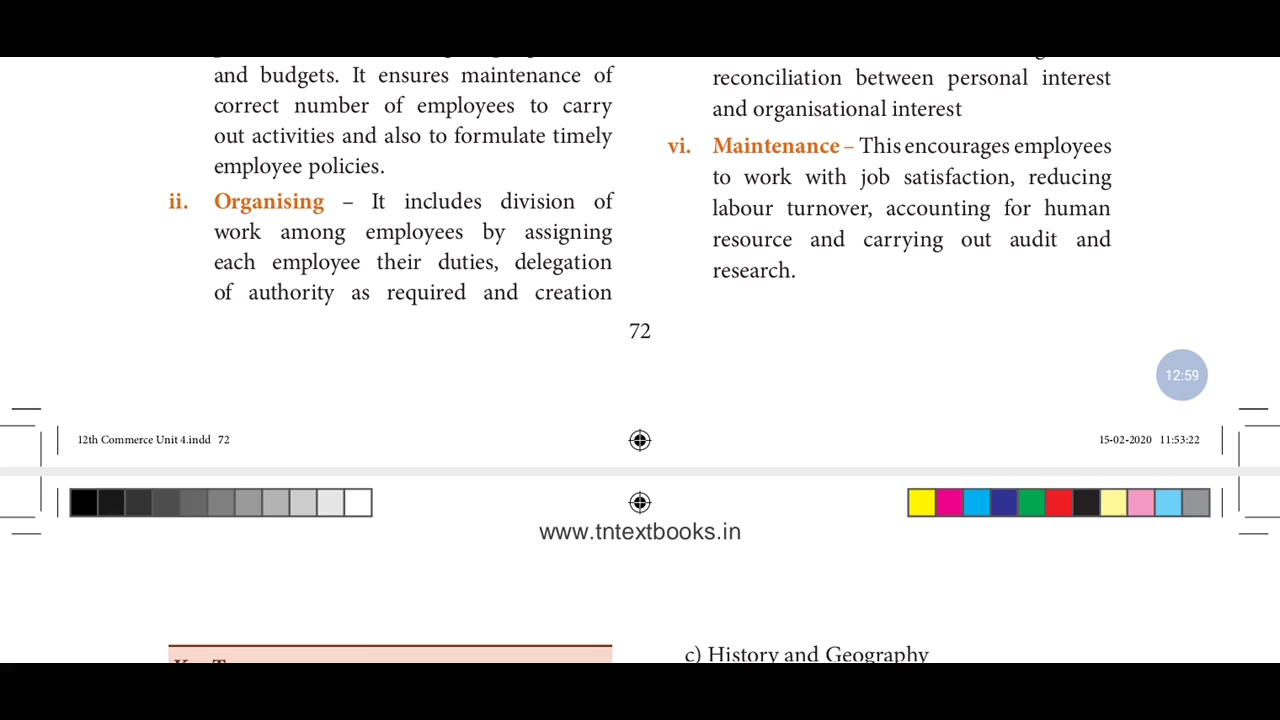 and budgets. It ensures maintenance of
correct number of employees to carry
out activities and also to formulate timely
employee policies.
ii. Organising – It includes division of
work among employees by assigning
each employee their duties, delegation
of authority as required and creation
reconciliation between personal interest
and organisational interest
vi. Maintenance – This encourages employees
to work with job satisfaction, reducing
labour turnover, accounting for human
resource and carrying out audit and
research.
72
12:59
12th Commerce Unit 4.indd 72
15-02-2020 11:53:22
www.tntextbooks.in
c) History and Geography